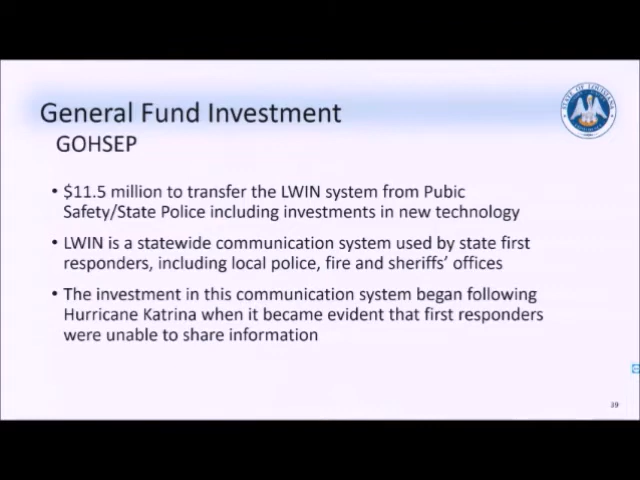 General Fund Investment
GOHSEP
STATE OF LOUISIANA
• $11.5 million to transfer the LWIN system from Pubic
Safety/State Police including investments in new technology
• LWIN is a statewide communication system used by state first
responders, including local police, fire and sheriffs' offices
• The investment in this communication system began following
Hurricane Katrina when it became evident that first responders
were unable to share information
39